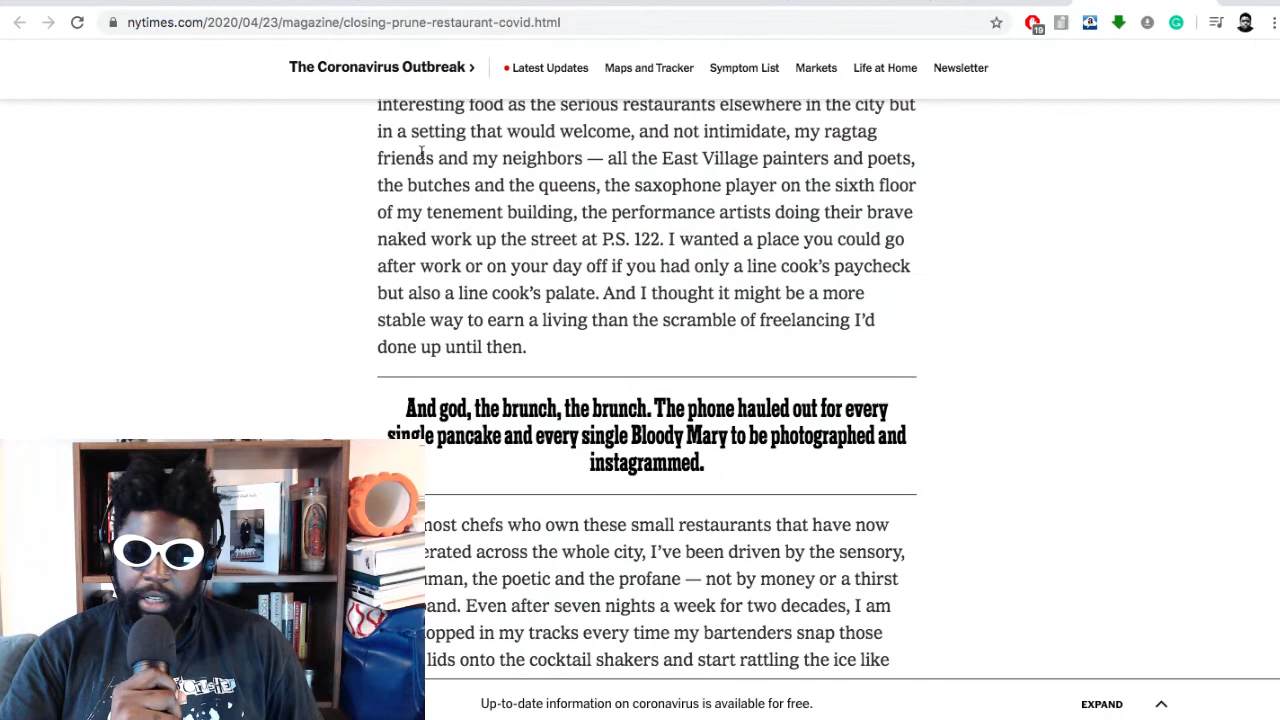 nytimes.com/2020/04/23/magazine/closing-prune-restaurant-covid.html
19
The Coronavirus Outbreak ›
Latest Updates Maps and Tracker Symptom List Markets Life at Home Newsletter
interesting food as the serious restaurants elsewhere in the city but
in a setting that would welcome, and not intimidate, my ragtag
friends and my neighbors — all the East Village painters and poets,
the butches and the queens, the saxophone player on the sixth floor
of my tenement building, the performance artists doing their brave
naked work up the street at P.S. 122. I wanted a place you could go
after work or on your day off if you had only a line cook’s paycheck
but also a line cook’s palate. And I thought it might be a more
stable way to earn a living than the scramble of freelancing I’d
done up until then.
And god, the brunch, the brunch. The phone hauled out for every
single pancake and every single Bloody Mary to be photographed and
instagrammed.
most chefs who own these small restaurants that have now
erated across the whole city, I’ve been driven by the sensory,
man, the poetic and the profane — not by money or a thirst
and. Even after seven nights a week for two decades, I am
opped in my tracks every time my bartenders snap those
lids onto the cocktail shakers and start rattling the ice like
Up-to-date information on coronavirus is available for free.
EXPAND